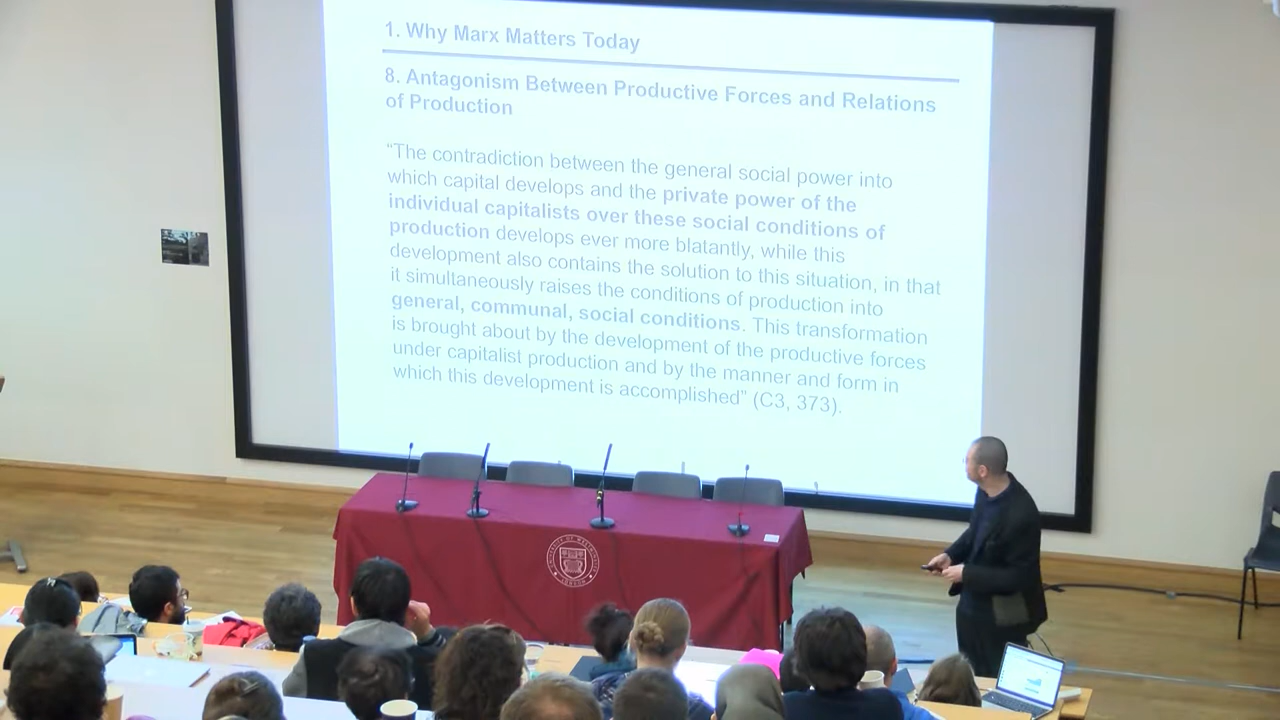 1. Why Marx Matters Today
8. Antagonism Between Productive Forces and Relations
of Production
“The contradiction between the general social power into
which capital develops and the private power of the
individual capitalists over these social conditions of
production develops ever more blatantly, while this
development also contains the solution to this situation, in that
it simultaneously raises the conditions of production into
general, communal, social conditions. This transformation
is brought about by the development of the productive forces
under capitalist production and by the manner and form in
which this development is accomplished” (C3, 373).